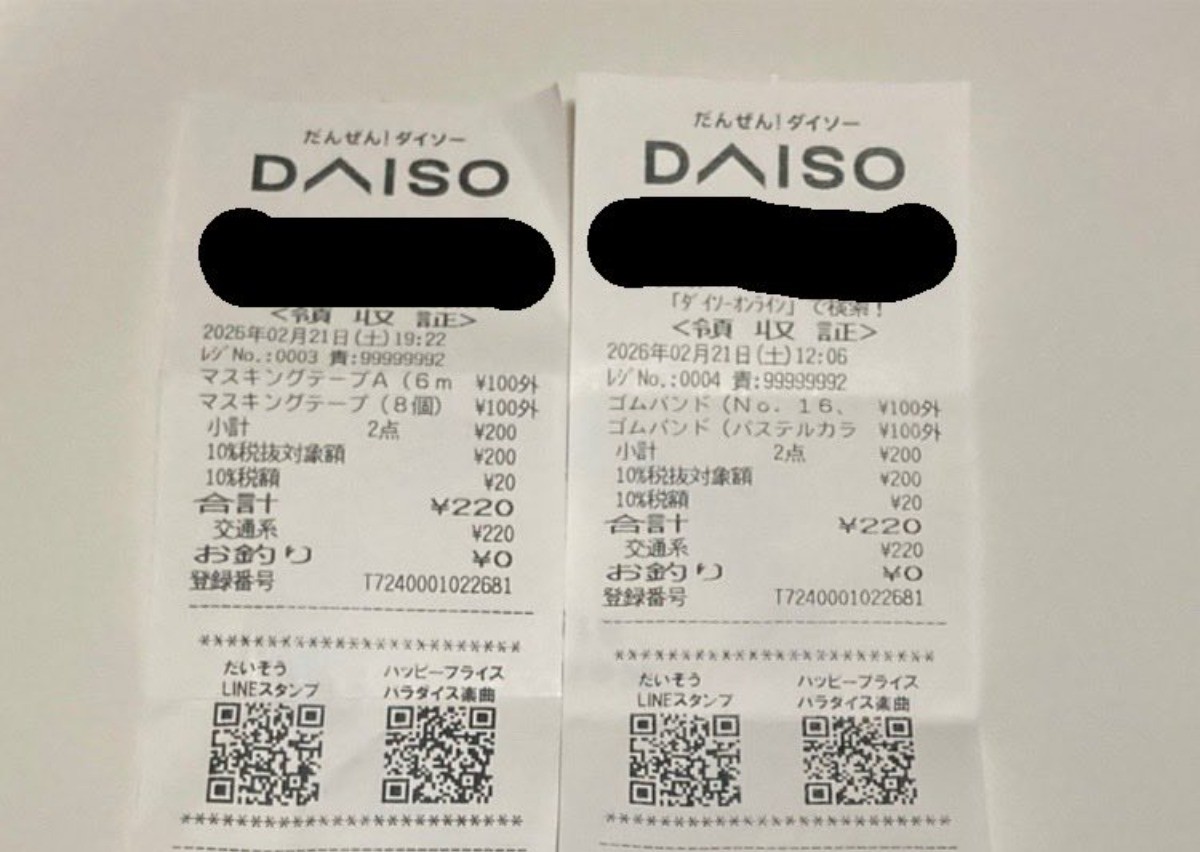 だんぜん!ダイソー
DAISO
<領 収 証>
2026年02月21日(土)19:22
レジNo.:0003 責:99999992
マスキングテープA(6m ¥100外
マスキングテープ(8個) ¥100外
小計 2点 ¥200
10%税抜対象額 ¥200
10%税額 ¥20
合計 ¥220
交通系 ¥220
お釣り ¥0
登録番号 T7240001022681
********************************
だいそう ハッピープライス
LINEスタンプ パラダイス楽曲
********************************
だんぜん!ダイソー
DAISO
「ダイソーオンライン」で検索!
<領 収 証>
2026年02月21日(土)12:06
レジNo.:0004 責:99999992
ゴムバンド(No.16、 ¥100外
ゴムバンド(パステルカラ ¥100外
小計 2点 ¥200
10%税抜対象額 ¥200
10%税額 ¥20
合計 ¥220
交通系 ¥220
お釣り ¥0
登録番号 T7240001022681
********************************
だいそう ハッピープライス
LINEスタンプ パラダイス楽曲
********************************